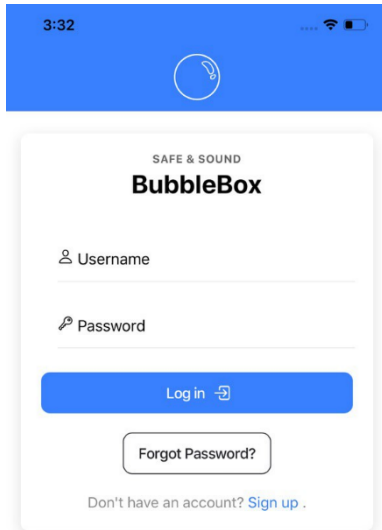 3:32
SAFE & SOUND
BubbleBox
Username
Password
Log in
Forgot Password?
Don't have an account? Sign up .